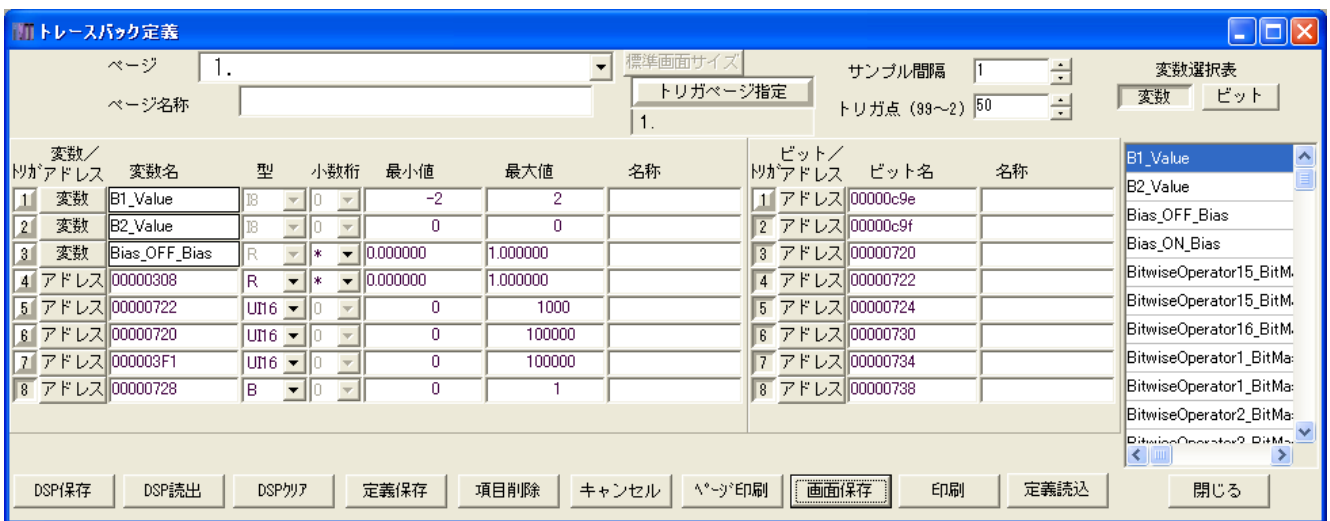 トレースバック定義
ページ 1. 標準画面サイズ サンプル間隔 1 変数選択表
トリガページ指定 変数 ビット
ページ名称 トリガ点 (99～2) 50
1.
変数／ ビット／
ﾄﾘｶﾞ アドレス 変数名 型 小数桁 最小値 最大値 名称 ﾄﾘｶﾞ アドレス ビット名 名称
1 変数 B1_Value I8 0 -2 2 1 アドレス 00000c9e
2 変数 B2_Value I8 0 0 0 2 アドレス 00000c9f
3 変数 Bias_OFF_Bias R * 0.000000 1.000000 3 アドレス 00000720
4 アドレス 00000308 R * 0.000000 1.000000 4 アドレス 00000722
5 アドレス 00000722 UI16 0 0 1000 5 アドレス 00000724
6 アドレス 00000720 UI16 0 0 100000 6 アドレス 00000730
7 アドレス 000003F1 UI16 0 0 100000 7 アドレス 00000734
8 アドレス 00000728 B 0 0 1 8 アドレス 00000738
B1_Value
B2_Value
Bias_OFF_Bias
Bias_ON_Bias
BitwiseOperator15_BitM
BitwiseOperator15_BitM
BitwiseOperator16_BitM
BitwiseOperator1_BitMa
BitwiseOperator1_BitMa
BitwiseOperator2_BitMa
BitwiseOperator2_BitMa
DSP保存 DSP読出 DSPｸﾘｱ 定義保存 項目削除 キャンセル ﾍﾟｰｼﾞ印刷 画面保存 印刷 定義読込 閉じる